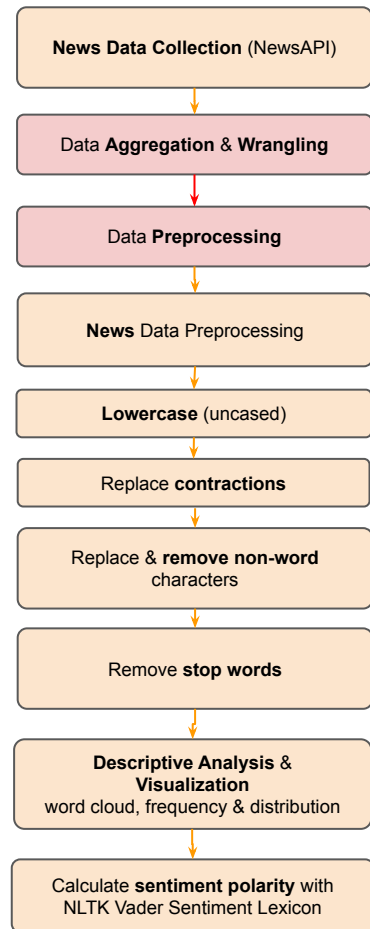 News Data Collection (NewsAPI)
Data Aggregation & Wrangling
Data Preprocessing
News Data Preprocessing
Lowercase (uncased)
Replace contractions
Replace & remove non-word
characters
Remove stop words
Descriptive Analysis &
Visualization
word cloud, frequency & distribution
Calculate sentiment polarity with
NLTK Vader Sentiment Lexicon